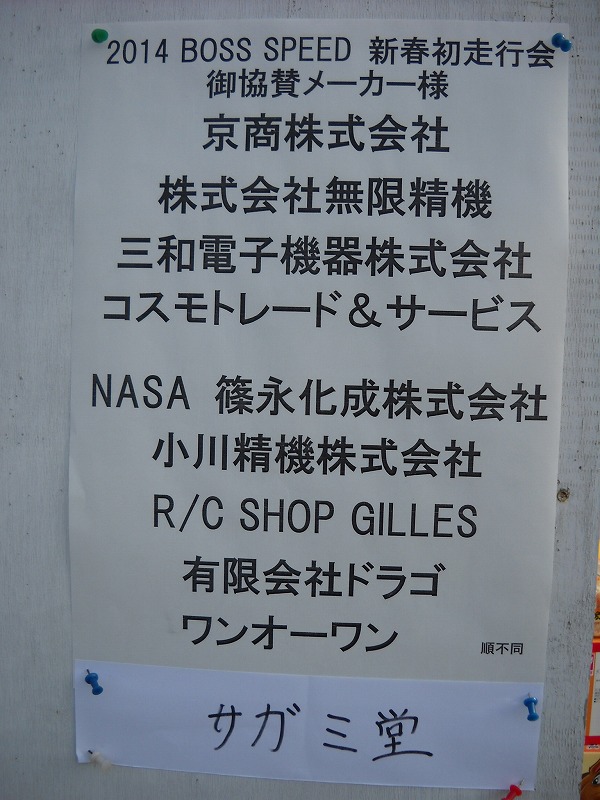 2014 BOSS SPEED 新春初走行会
御協賛メーカー様
京商株式会社
株式会社無限精機
三和電子機器株式会社
コスモトレード＆サービス
NASA 篠永化成株式会社
小川精機株式会社
R/C SHOP GILLES
有限会社ドラゴ
ワンオーワン
順不同
サガミ堂